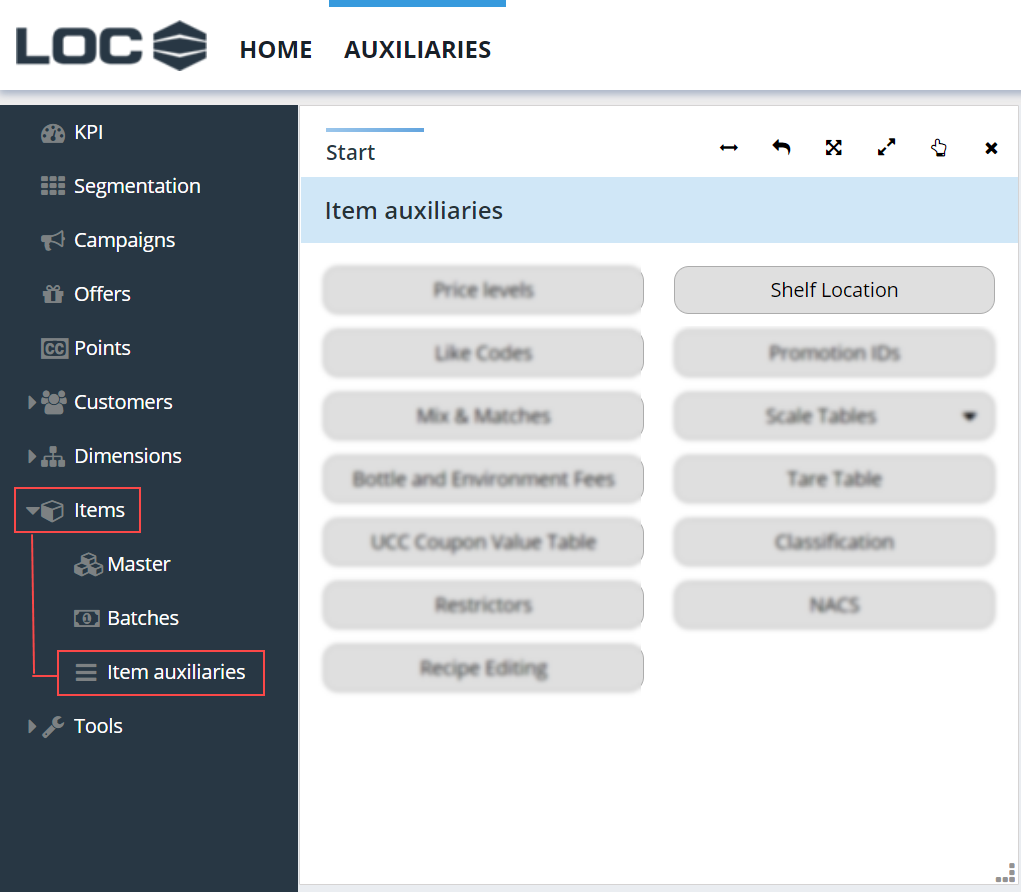 LOC HOME AUXILIARIES
KPI
Segmentation
Campaigns
Offers
CC Points
Customers
Dimensions
Items
Master
Batches
Item auxiliaries
Tools
Start
Item auxiliaries
Price levels
Shelf Location
Like Codes
Promotion IDs
Mix & Matches
Scale Tables
Bottle and Environment Fees
Tare Table
UCC Coupon Value Table
Classification
Restrictors
NACS
Recipe Editing